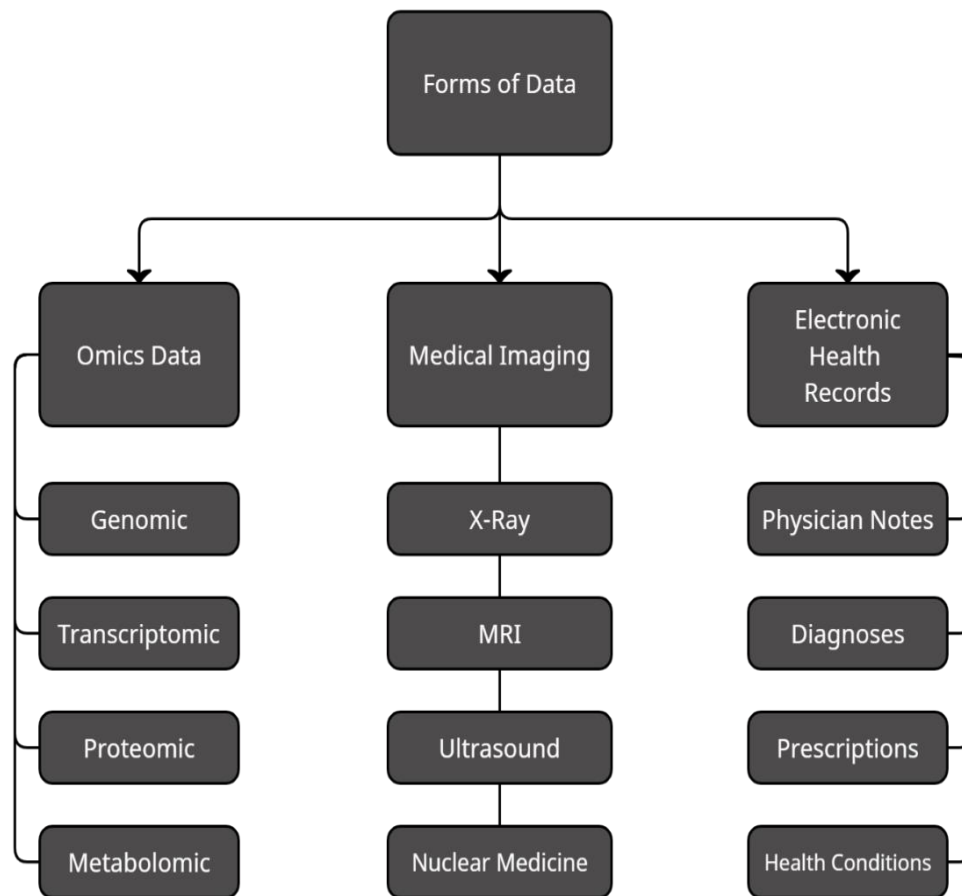 Forms of Data
Omics Data
Medical Imaging
Electronic
Health
Records
Genomic
X-Ray
Physician Notes
Transcriptomic
MRI
Diagnoses
Proteomic
Ultrasound
Prescriptions
Metabolomic
Nuclear Medicine
Health Conditions